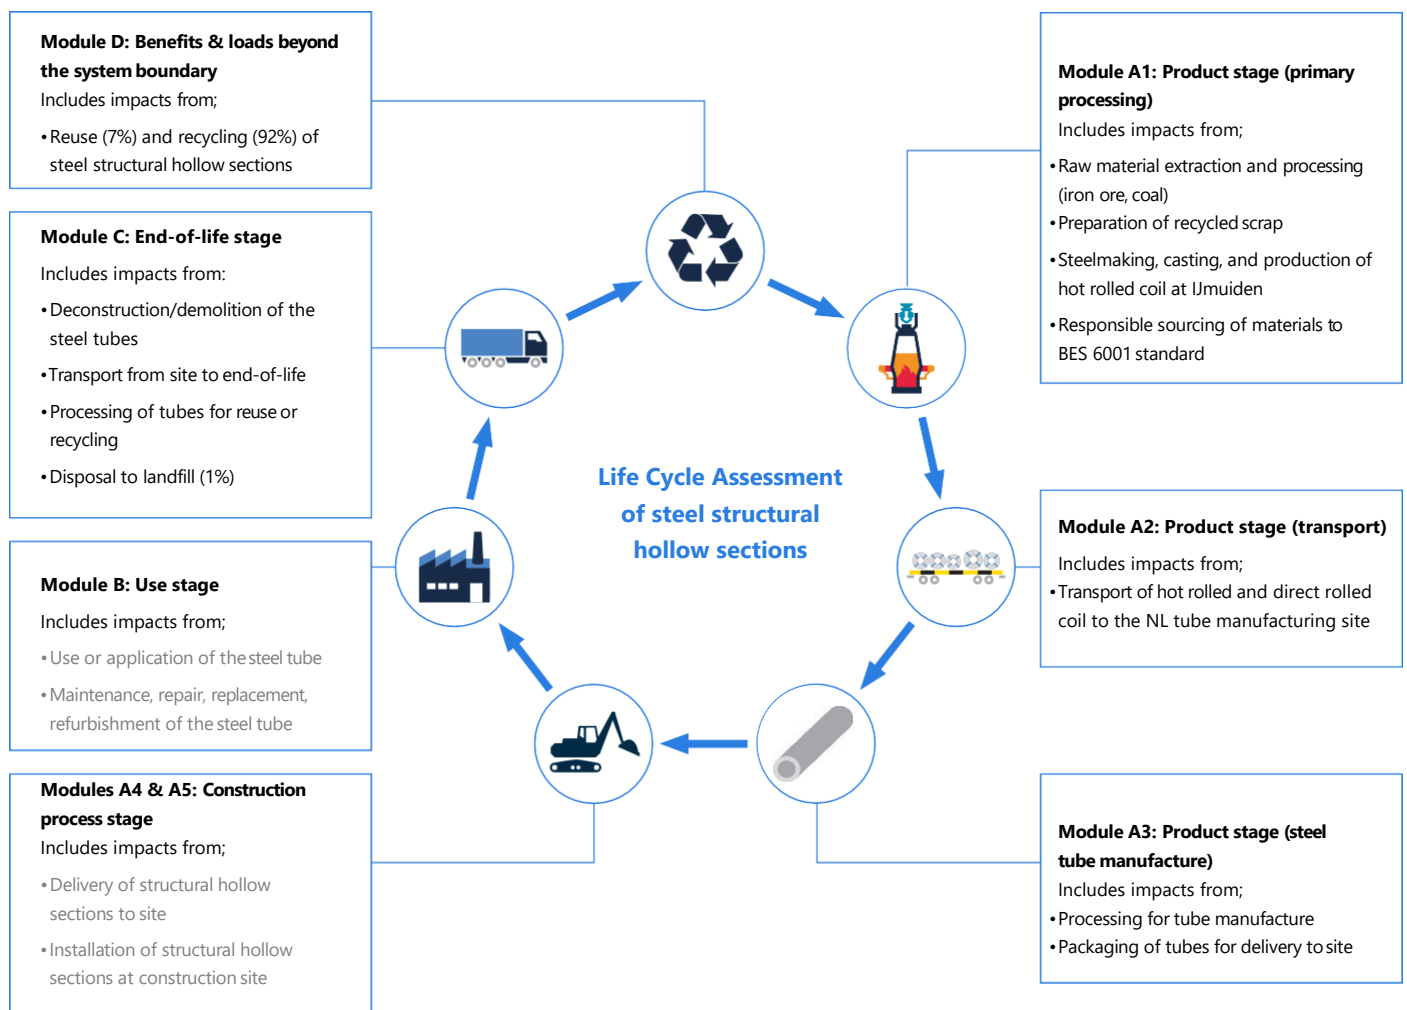 Module D: Benefits & loads beyond
the system boundary
Includes impacts from;
• Reuse (7%) and recycling (92%) of
steel structural hollow sections
Module C: End-of-life stage
Includes impacts from:
• Deconstruction/demolition of the
steel tubes
• Transport from site to end-of-life
• Processing of tubes for reuse or
recycling
• Disposal to landfill (1%)
Module B: Use stage
Includes impacts from;
• Use or application of the steel tube
• Maintenance, repair, replacement,
refurbishment of the steel tube
Modules A4 & A5: Construction
process stage
Includes impacts from;
• Delivery of structural hollow
sections to site
• Installation of structural hollow
sections at construction site
Life Cycle Assessment
of steel structural
hollow sections
Module A1: Product stage (primary
processing)
Includes impacts from;
• Raw material extraction and processing
(iron ore, coal)
• Preparation of recycled scrap
• Steelmaking, casting, and production of
hot rolled coil at IJmuiden
• Responsible sourcing of materials to
BES 6001 standard
Module A2: Product stage (transport)
Includes impacts from;
• Transport of hot rolled and direct rolled
coil to the NL tube manufacturing site
Module A3: Product stage (steel
tube manufacture)
Includes impacts from;
• Processing for tube manufacture
• Packaging of tubes for delivery to site